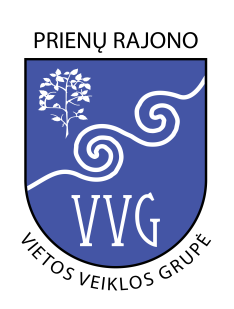 PRIENŲ RAJONO
VVG
VIETOS VEIKLOS GRUPĖ